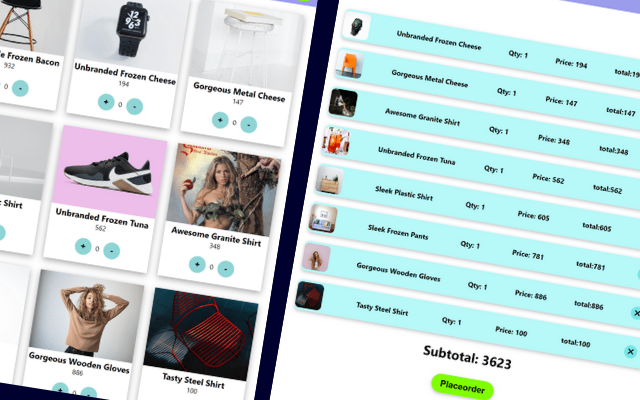 e Frozen Bacon
932
0 -
Unbranded Frozen Cheese
194
+ 0 -
Gorgeous Metal Cheese
147
+ 0 -
Shirt
Unbranded Frozen Tuna
562
+ 0 -
Awesome Granite Shirt
348
+ 0 -
Gorgeous Wooden Gloves
886
+ 0 -
Tasty Steel Shirt
100
Unbranded Frozen Cheese Qty: 1 Price: 194 total:19
Gorgeous Metal Cheese Qty: 1 Price: 147 total:147
Awesome Granite Shirt Qty: 1 Price: 348 total:348
Unbranded Frozen Tuna Qty: 1 Price: 562 total:562
Sleek Plastic Shirt Qty: 1 Price: 605 total:605
Sleek Frozen Pants Qty: 1 Price: 781 total:781
Gorgeous Wooden Gloves Qty: 1 Price: 886 total:886 X
Tasty Steel Shirt Qty: 1 Price: 100 total:100 X
Subtotal: 3623
Placeorder